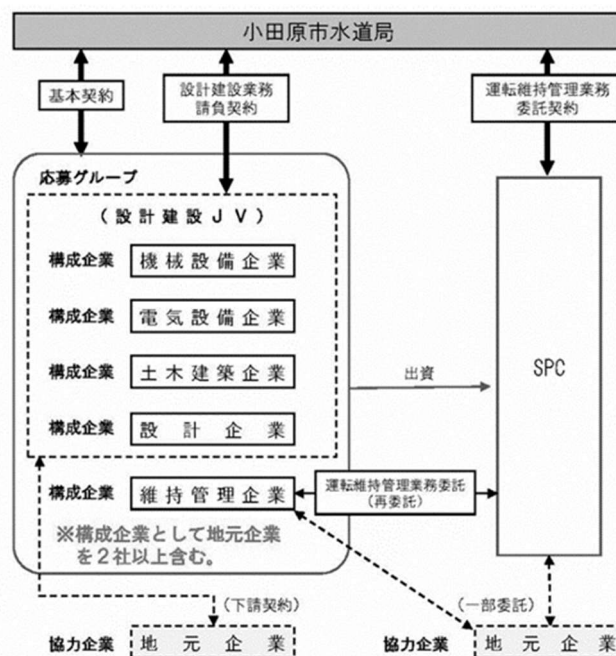 小田原市水道局
基本契約
設計建設業務
請負契約
運転維持管理業務
委託契約
応募グループ
(設計建設JV)
構成企業 機械設備企業
構成企業 電気設備企業
構成企業 土木建築企業
構成企業 設計企業
出資
SPC
構成企業 維持管理企業
運転維持管理業務委託
(再委託)
※構成企業として地元企業
を2社以上含む。
(下請契約)
(一部委託)
協力企業 地元企業
協力企業 地元企業